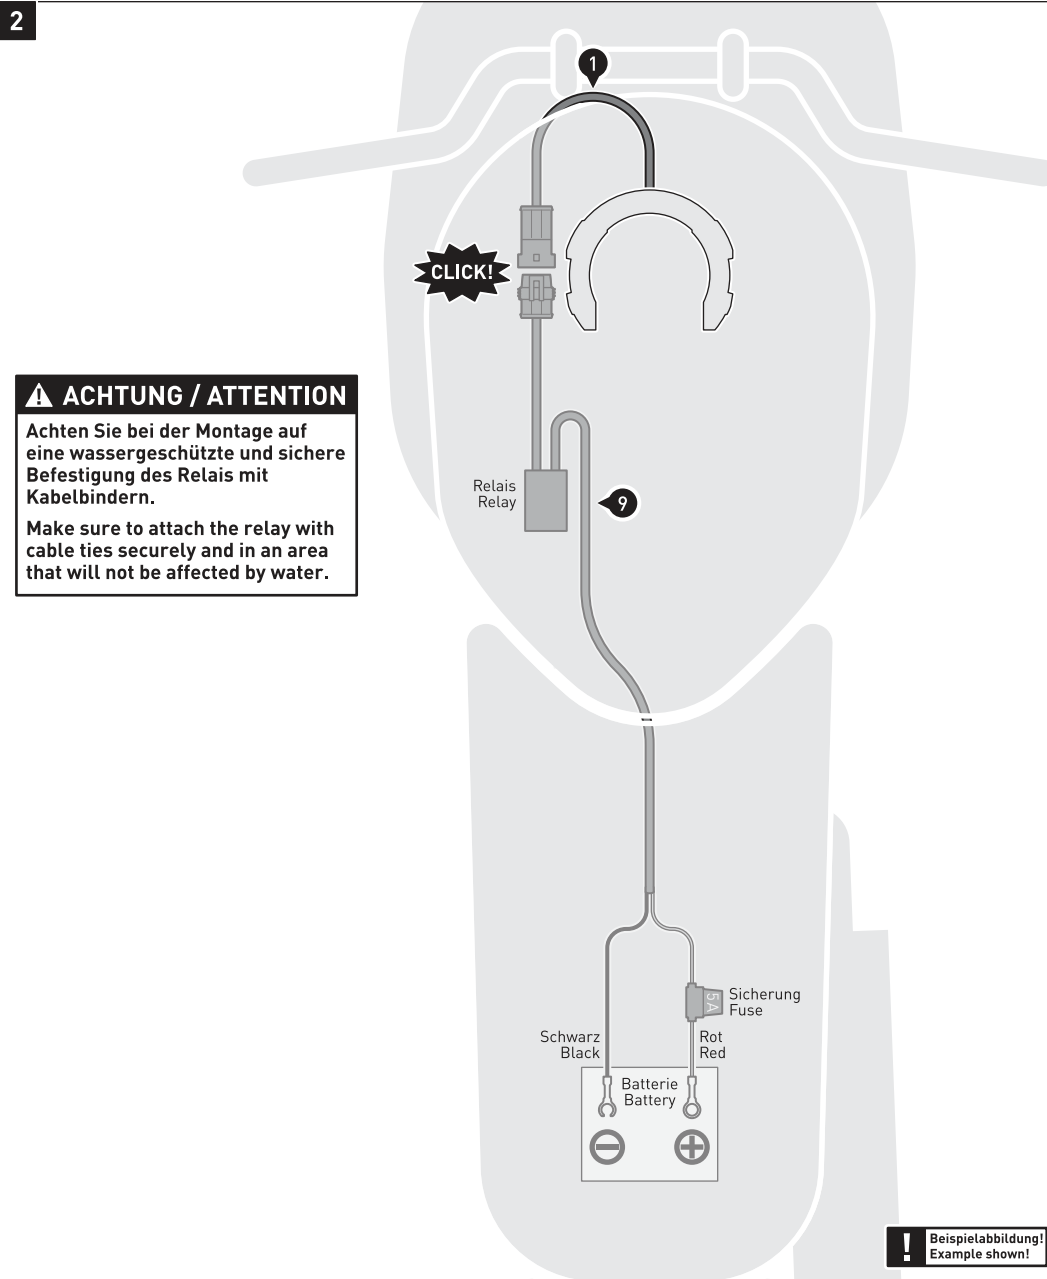 2
1
CLICK!
ACHTUNG / ATTENTION
Achten Sie bei der Montage auf
eine wassergeschützte und sichere
Befestigung des Relais mit
Kabelbindern.
Make sure to attach the relay with
cable ties securely and in an area
that will not be affected by water.
Relais
Relay
9
5A
Sicherung
Fuse
Schwarz
Black
Rot
Red
Batterie
Battery
!
Beispielabbildung!
Example shown!